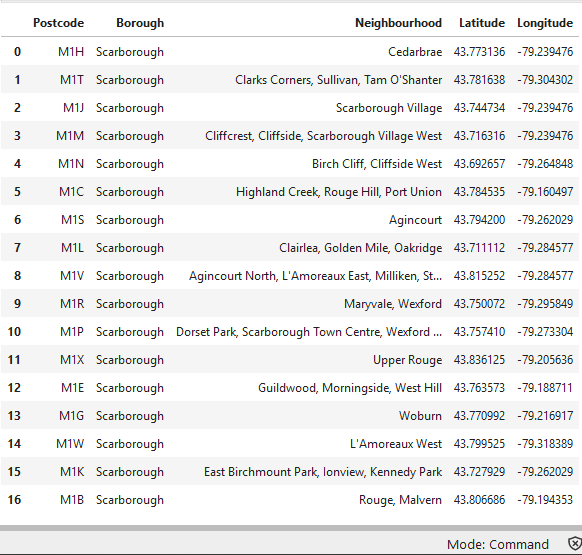 Postcode Borough Neighbourhood Latitude Longitude
0 M1H Scarborough Cedarbrae 43.773136 -79.239476
1 M1T Scarborough Clarks Corners, Sullivan, Tam O'Shanter 43.781638 -79.304302
2 M1J Scarborough Scarborough Village 43.744734 -79.239476
3 M1M Scarborough Cliffcrest, Cliffside, Scarborough Village West 43.716316 -79.239476
4 M1N Scarborough Birch Cliff, Cliffside West 43.692657 -79.264848
5 M1C Scarborough Highland Creek, Rouge Hill, Port Union 43.784535 -79.160497
6 M1S Scarborough Agincourt 43.794200 -79.262029
7 M1L Scarborough Clairlea, Golden Mile, Oakridge 43.711112 -79.284577
8 M1V Scarborough Agincourt North, L'Amoreaux East, Milliken, St... 43.815252 -79.284577
9 M1R Scarborough Maryvale, Wexford 43.750072 -79.295849
10 M1P Scarborough Dorset Park, Scarborough Town Centre, Wexford ... 43.757410 -79.273304
11 M1X Scarborough Upper Rouge 43.836125 -79.205636
12 M1E Scarborough Guildwood, Morningside, West Hill 43.763573 -79.188711
13 M1G Scarborough Woburn 43.770992 -79.216917
14 M1W Scarborough L'Amoreaux West 43.799525 -79.318389
15 M1K Scarborough East Birchmount Park, Ionview, Kennedy Park 43.727929 -79.262029
16 M1B Scarborough Rouge, Malvern 43.806686 -79.194353
Mode: Command